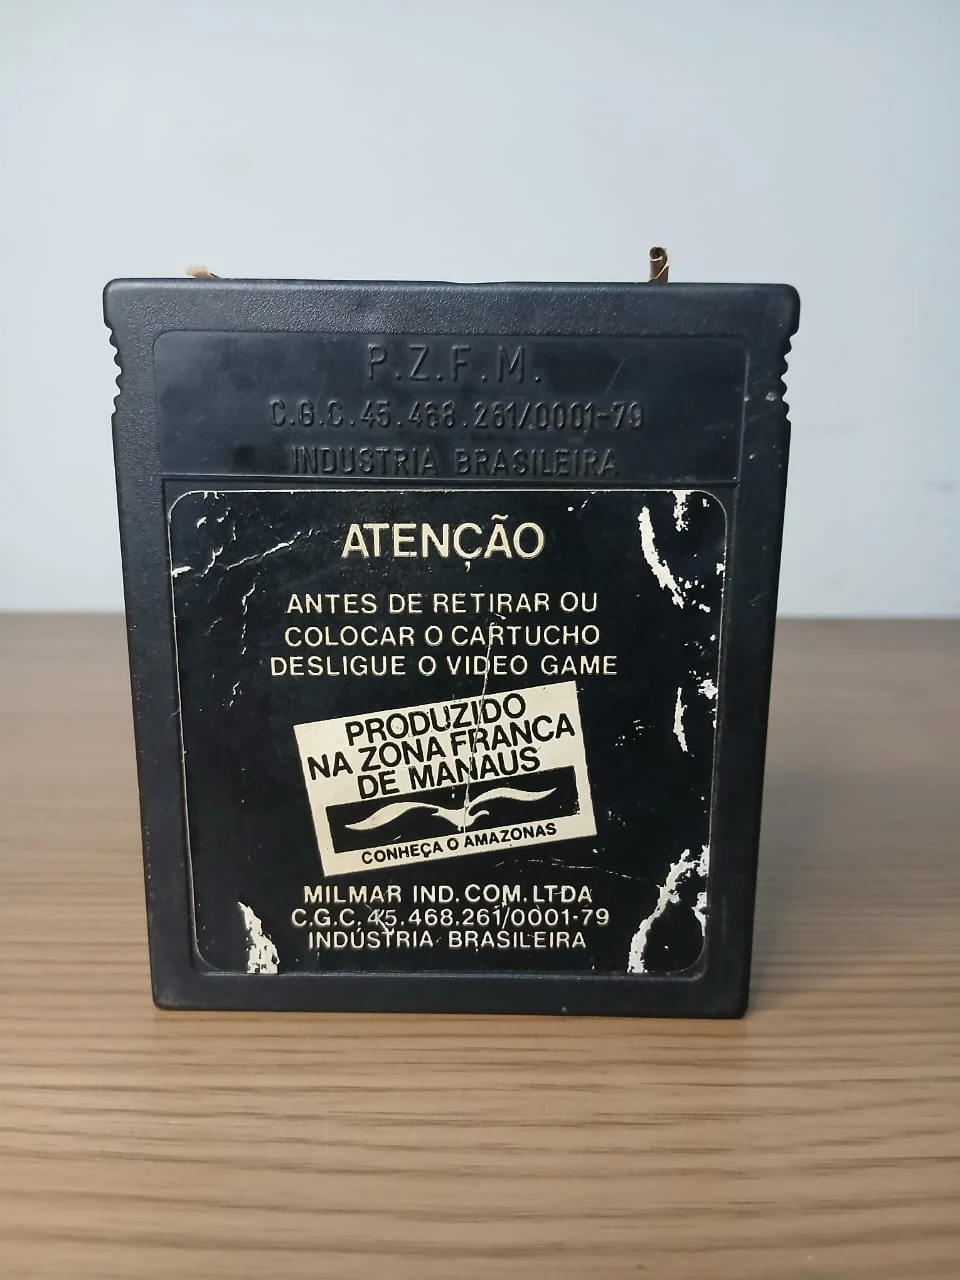 P.Z.F.M.
C.G.C.45.468.261/0001-79
INDUSTRIA BRASILEIRA
ATENÇÃO
ANTES DE RETIRAR OU
COLOCAR O CARTUCHO
DESLIGUE O VIDEO GAME
PRODUZIDO
NA ZONA FRANCA
DE MANAUS
CONHEÇA O AMAZONAS
MILMAR IND.COM.LTDA
C.G.C.45.468.261/0001-79
INDÚSTRIA BRASILEIRA